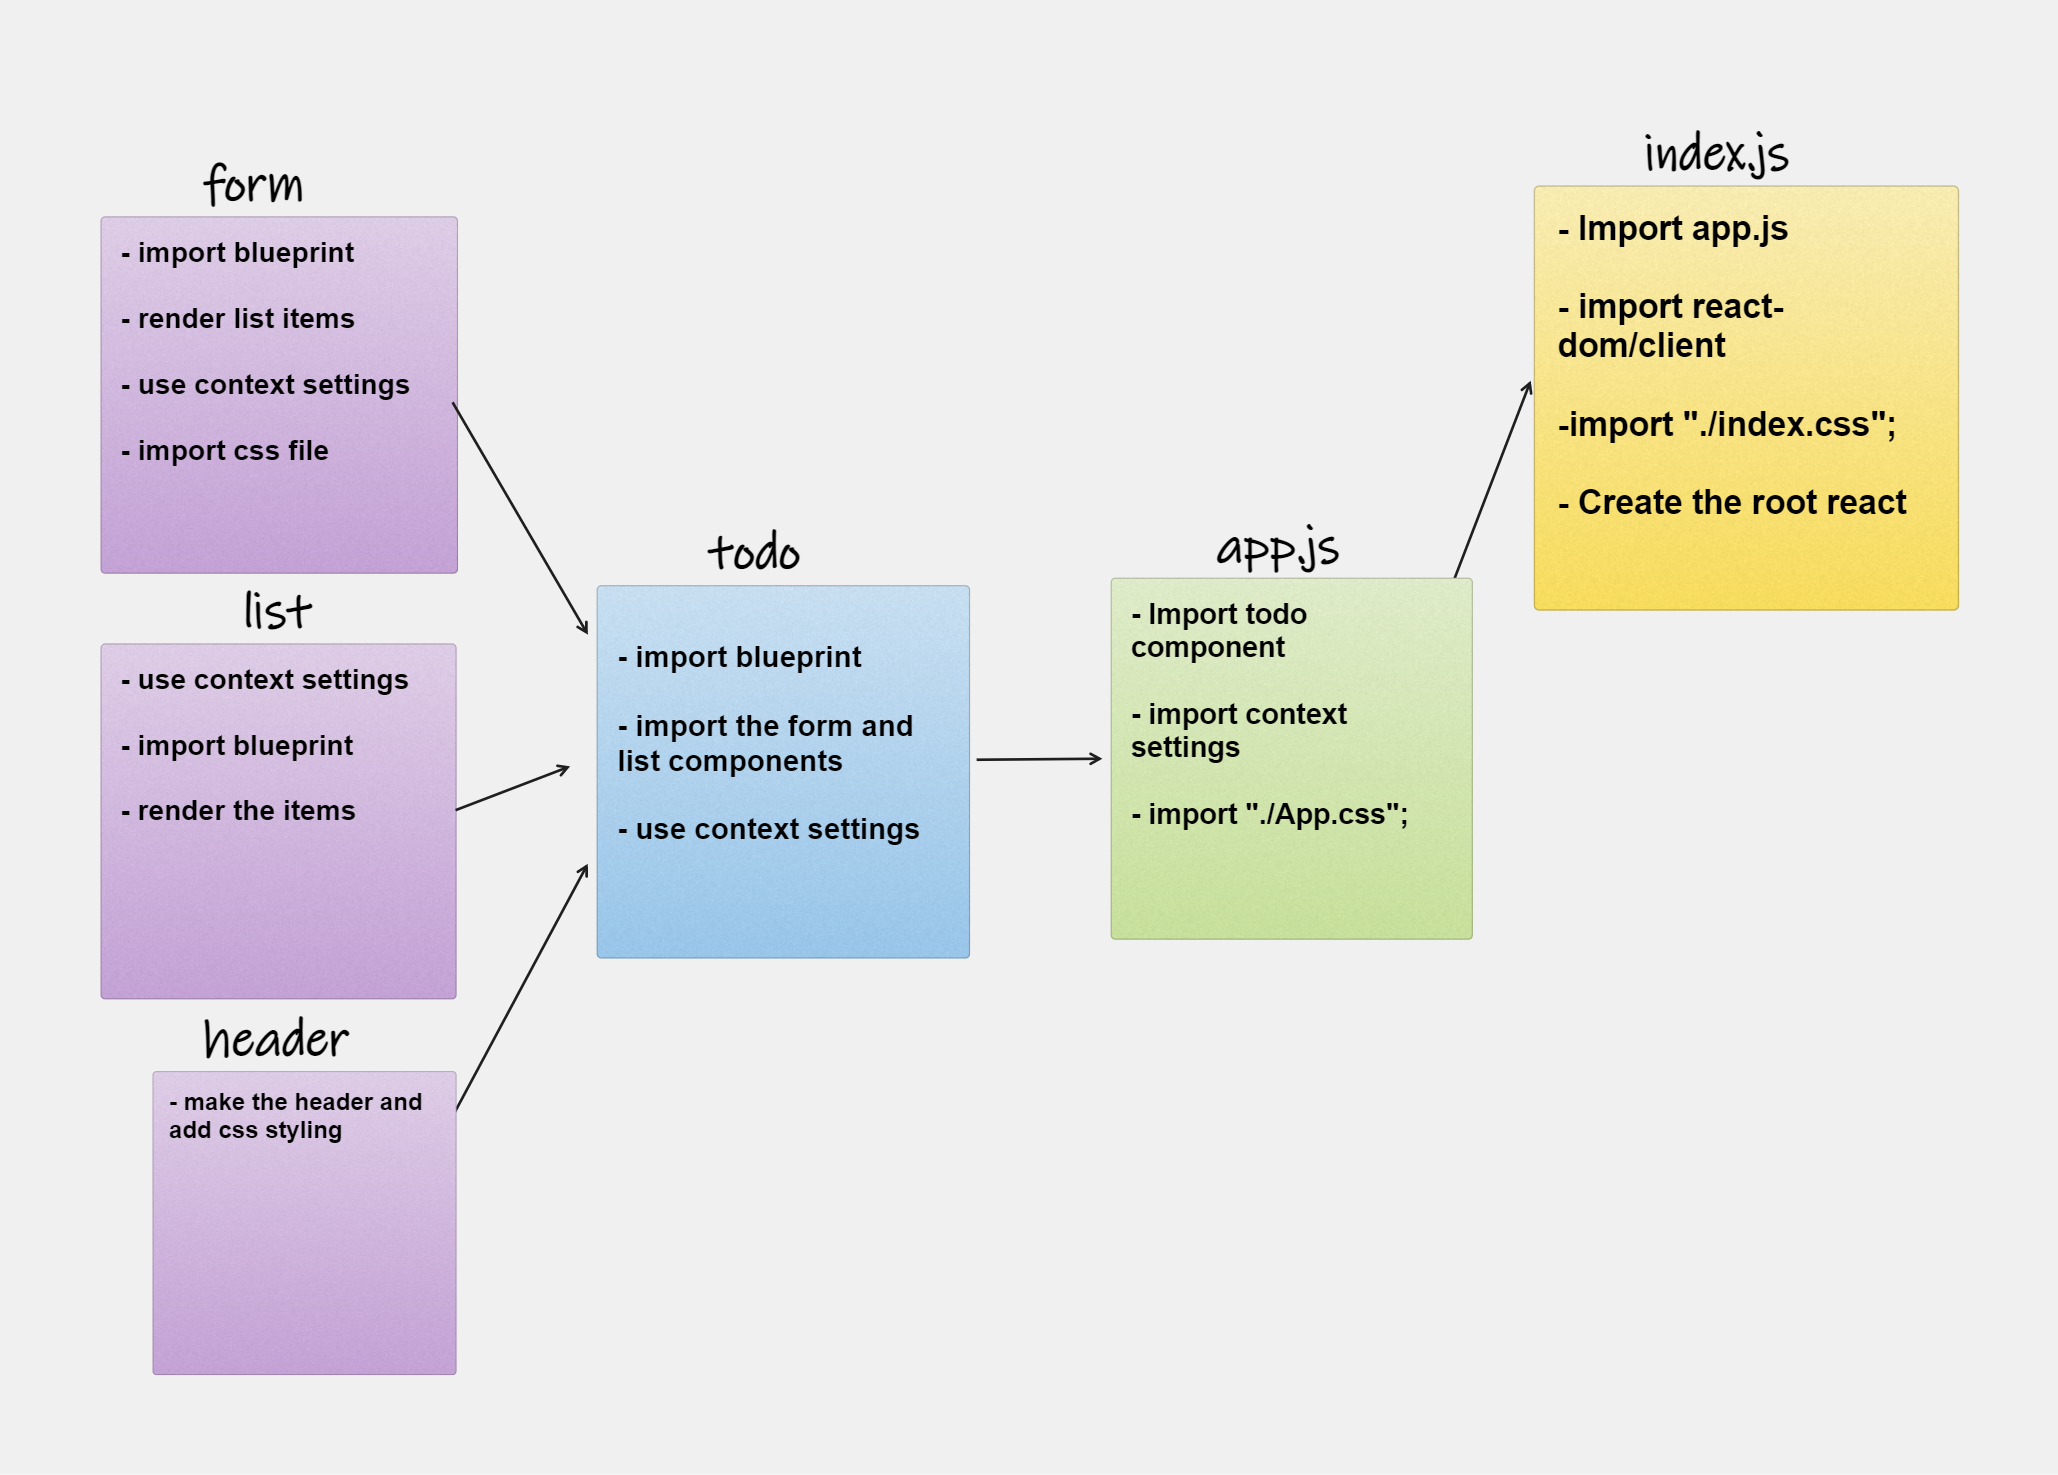 form
- import blueprint
- render list items
- use context settings
- import css file
list
- use context settings
- import blueprint
- render the items
header
- make the header and
add css styling
todo
- import blueprint
- import the form and
list components
- use context settings
app.js
- Import todo
component
- import context
settings
- import "./App.css";
index.js
- Import app.js
- import react-
dom/client
-import "./index.css";
- Create the root react